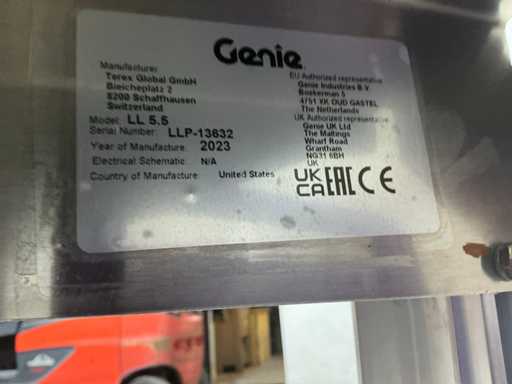 Genie
Manufacturer
Terex Global GmbH
Bleicheplatz 2
8200 Schaffhausen
Switzerland
Model: LL 5.5
Serial Number: LLP-13632
Year of Manufacture: 2023
Electrical Schematic: N/A
Country of Manufacture: United States
EU Authorized representative
Genie Industries B.V.
Boekerman 5
4751 XK OUD GASTEL
The Netherlands
UK Authorized representative
Genie UK Ltd
The Maltings
Wharf Road
Grantham
NG31 6BH
UK
UK CA EAC CE